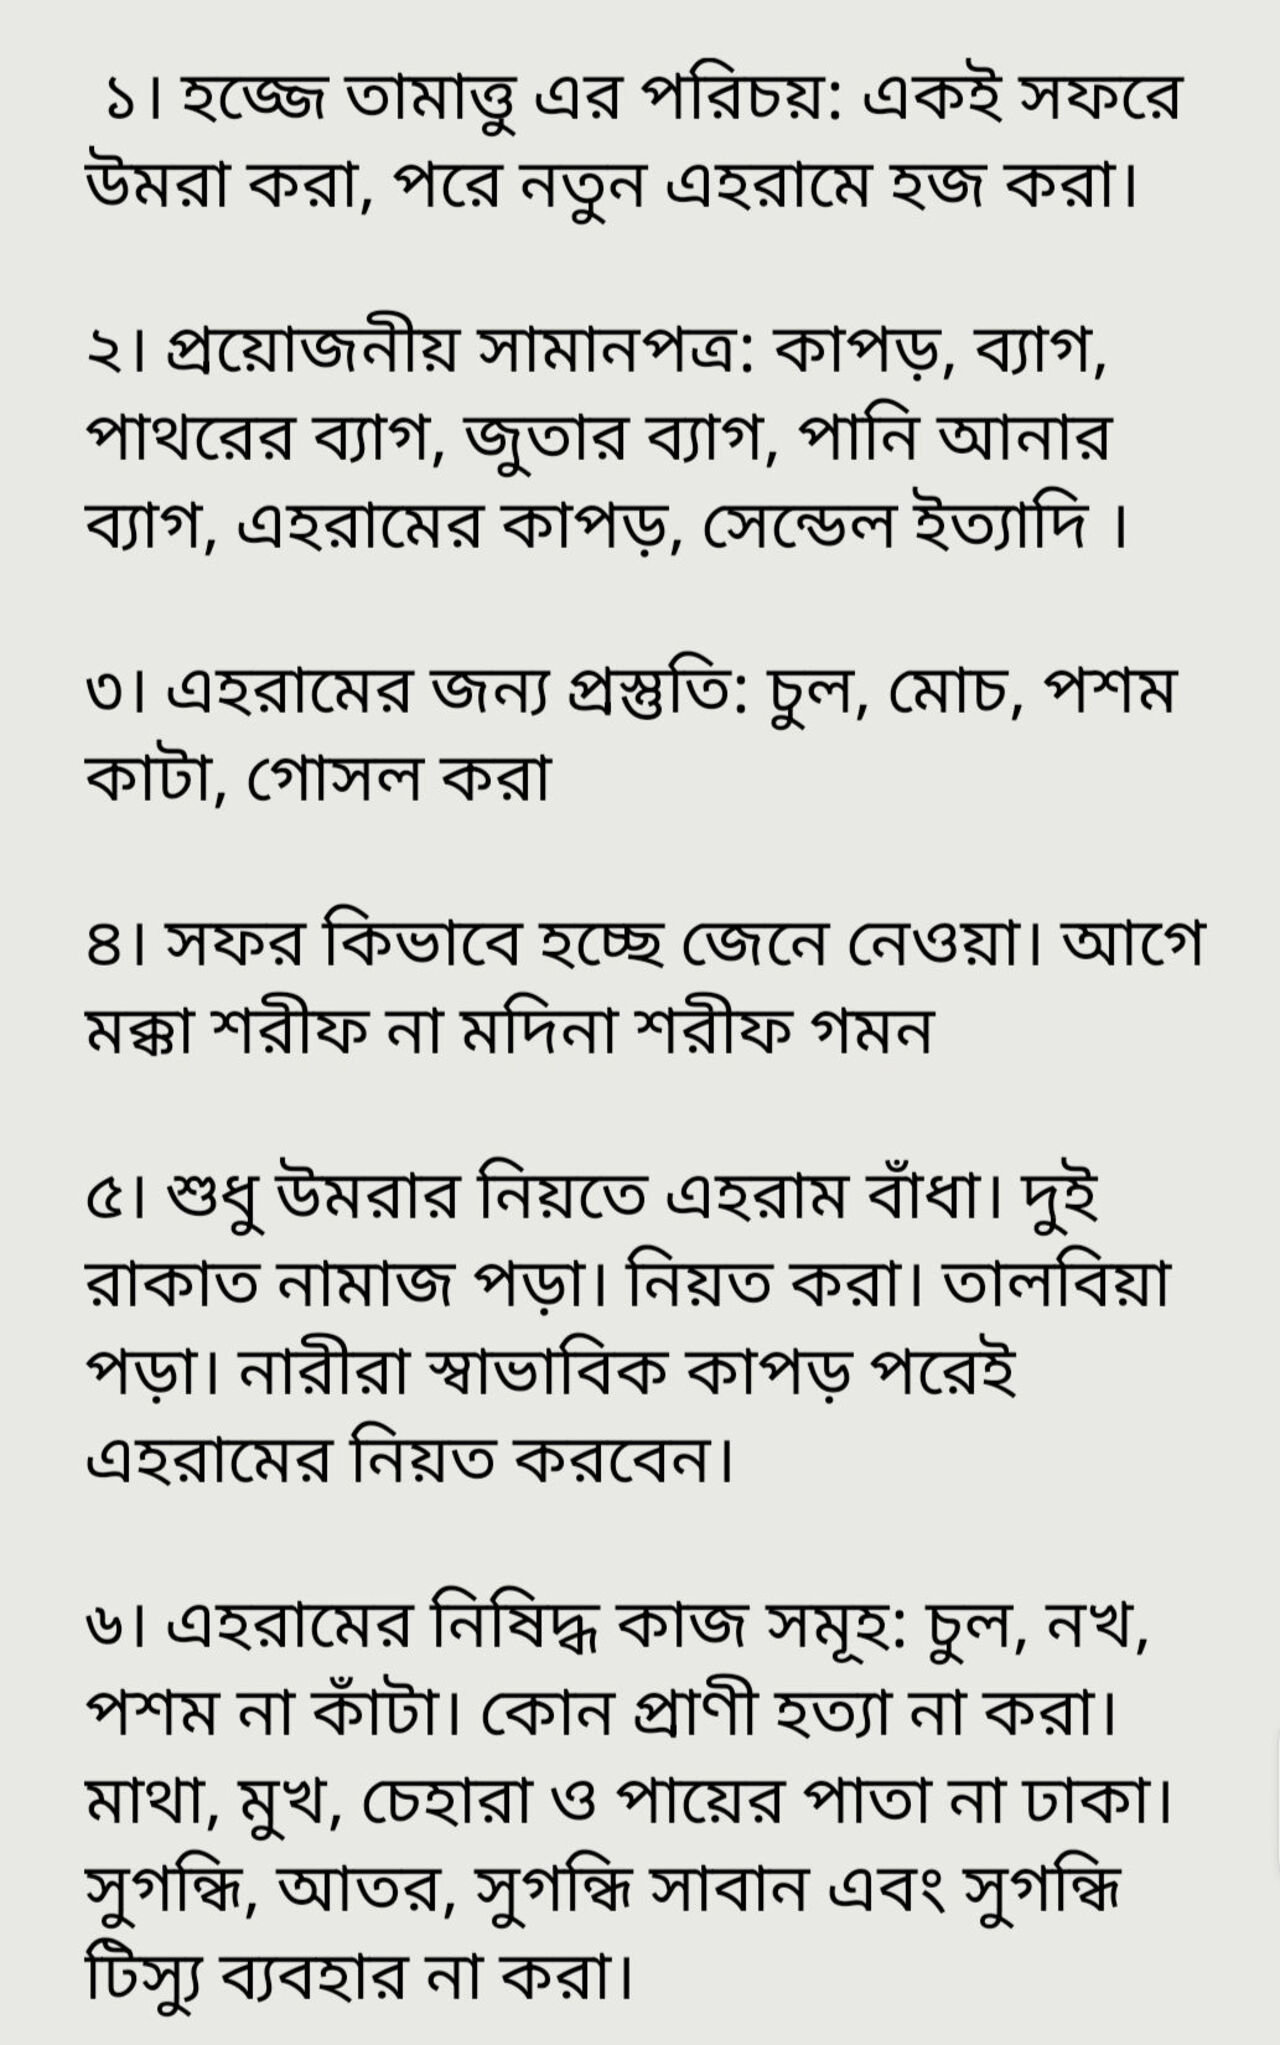 ১। হজ্জে তামাত্তু এর পরিচয়: একই সফরে
উমরা করা, পরে নতুন এহরামে হজ করা।
২। প্রয়োজনীয় সামানপত্র: কাপড়, ব্যাগ,
পাথরের ব্যাগ, জুতার ব্যাগ, পানি আনার
ব্যাগ, এহরামের কাপড়, সেন্ডেল ইত্যাদি ।
৩। এহরামের জন্য প্রস্তুতি: চুল, মোচ, পশম
কাটা, গোসল করা
৪। সফর কিভাবে হচ্ছে জেনে নেওয়া। আগে
মক্কা শরীফ না মদিনা শরীফ গমন
৫। শুধু উমরার নিয়তে এহরাম বাঁধা। দুই
রাকাত নামাজ পড়া। নিয়ত করা। তালবিয়া
পড়া। নারীরা স্বাভাবিক কাপড় পরেই
এহরামের নিয়ত করবেন।
৬। এহরামের নিষিদ্ধ কাজ সমূহ: চুল, নখ,
পশম না কাঁটা। কোন প্রাণী হত্যা না করা।
মাথা, মুখ, চেহারা ও পায়ের পাতা না ঢাকা।
সুগন্ধি, আতর, সুগন্ধি সাবান এবং সুগন্ধি
টিস্যু ব্যবহার না করা।